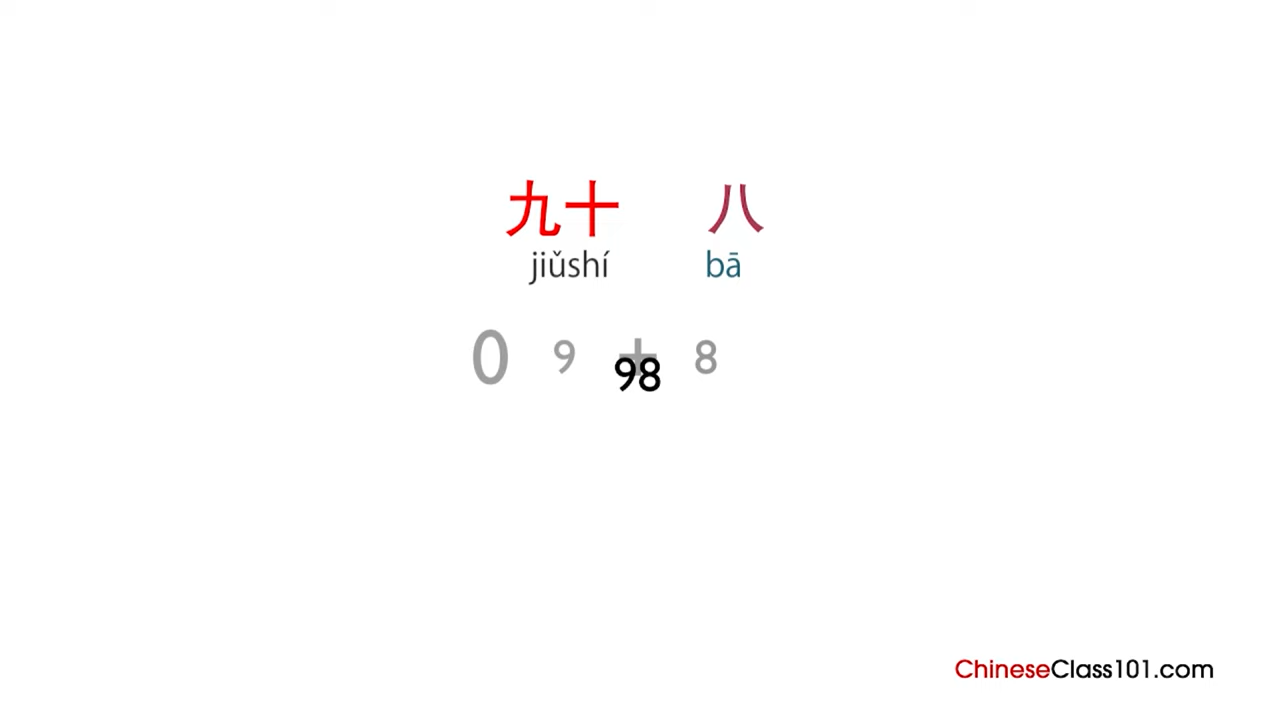 九十 八
jiǔshí bā
0 9 + 8
98
ChineseClass101.com